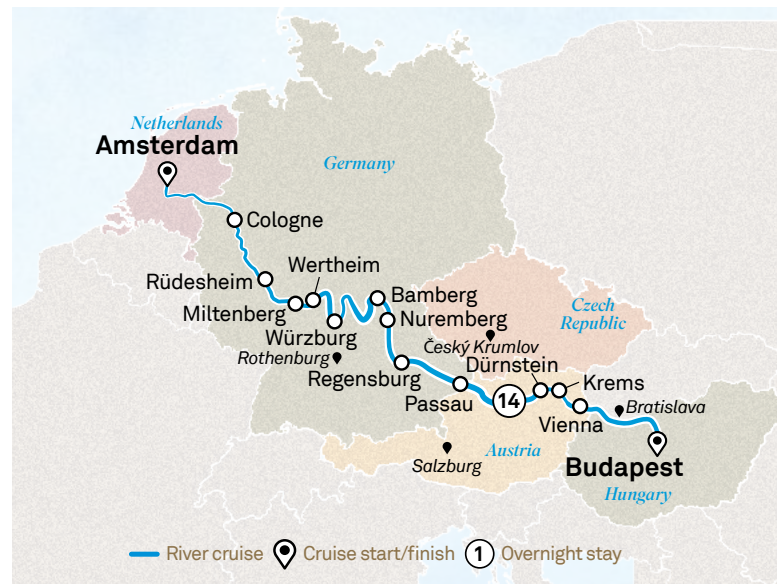 Netherlands
Amsterdam
Germany
Cologne
Wertheim
Rüdesheim
Bamberg
Miltenberg
Nuremberg
Czech
Republic
Würzburg
Rothenburg
Český Krumlov
Regensburg
Dürnstein
Krems
Passau
14
Bratislava
Vienna
Austria
Salzburg
Budapest
Hungary
River cruise Cruise start/finish 1 Overnight stay